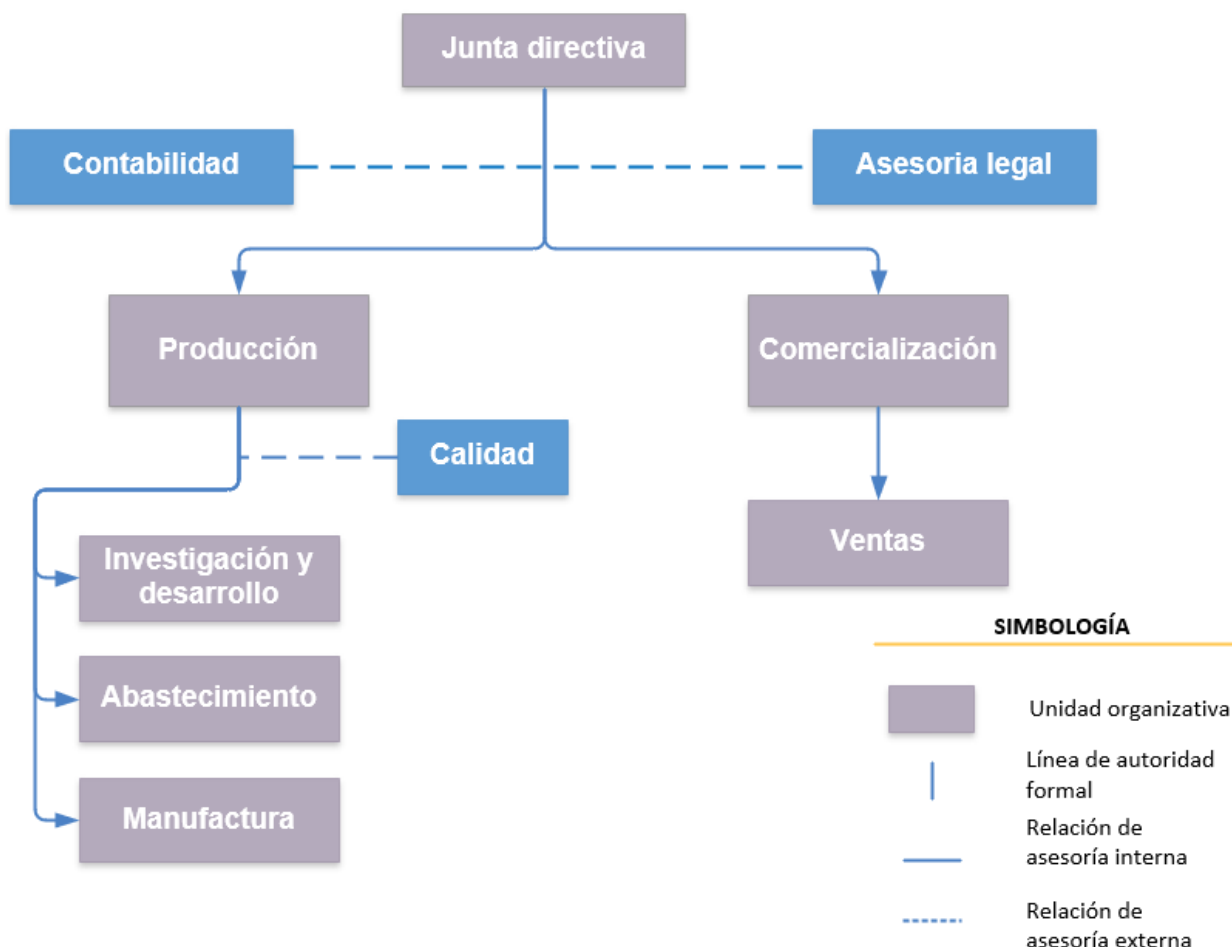 Junta directiva
Contabilidad
Asesoria legal
Producción
Comercialización
Calidad
Ventas
Investigación y
desarrollo
Abastecimiento
Manufactura
SIMBOLOGÍA
Unidad organizativa
Línea de autoridad
formal
Relación de
asesoría interna
Relación de
asesoría externa